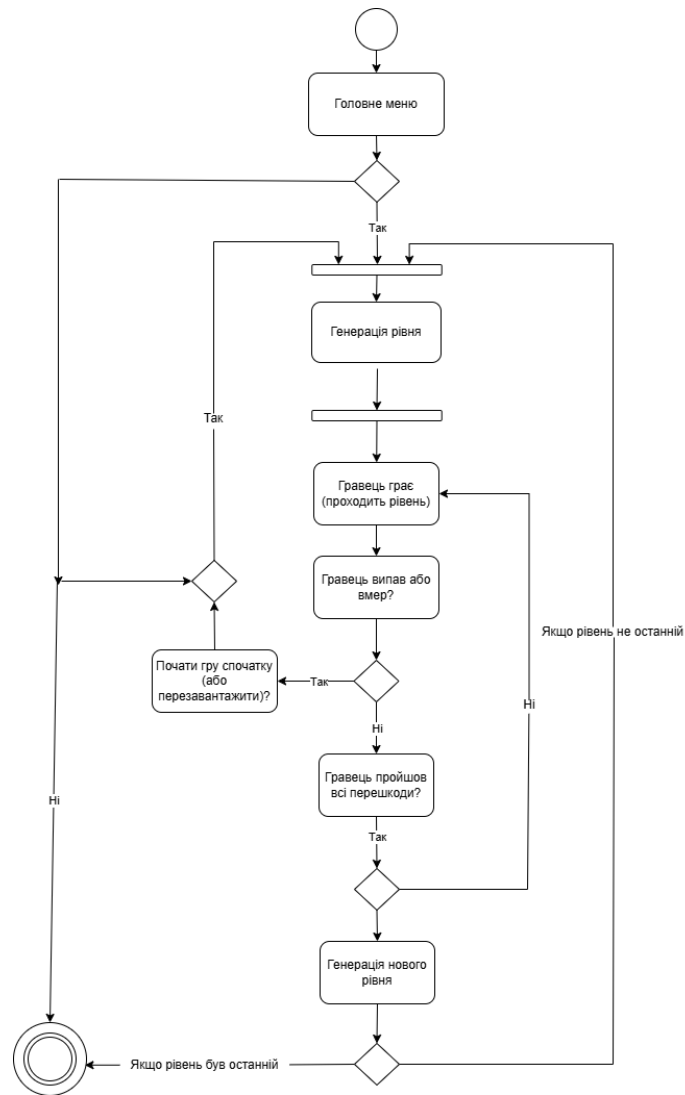 Головне меню
Так
Генерація рівня
Так
Гравець грає
(проходить рівень)
Гравець випав або
вмер?
Якщо рівень не останній
Почати гру спочатку
(або
перезавантажити)?
Так
Ні
Ні
Гравець пройшов
всі перешкоди?
Ні
Так
Генерація нового
рівня
Якщо рівень був останній